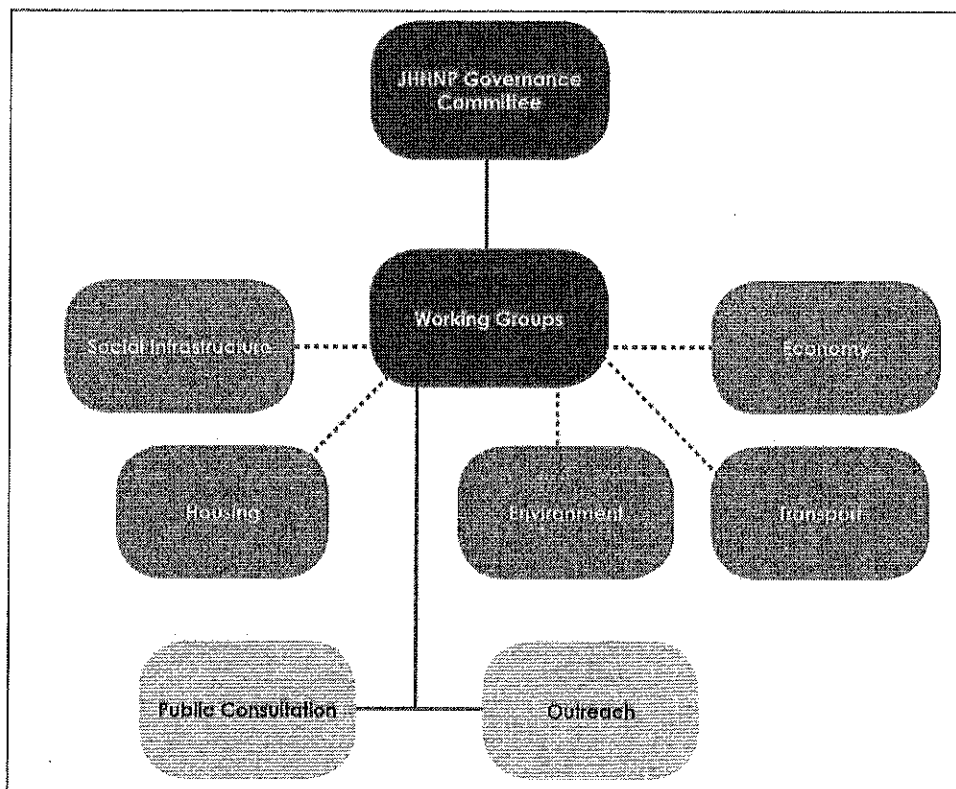 JHHNP Governance
Committee
Working Groups
Social Infrastructure
Economy
Housing
Environment
Transport
Public Consultation
Outreach